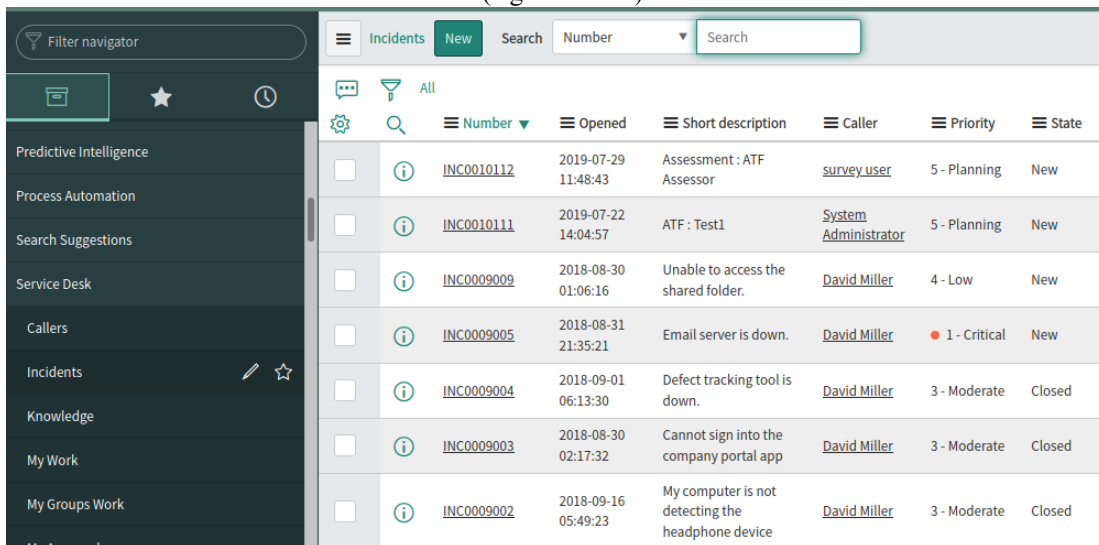 Filter navigator
Incidents New Search Number Search
All
Number Opened Short description Caller Priority State
Predictive Intelligence
Process Automation
Search Suggestions
Service Desk
Callers
Incidents
Knowledge
My Work
My Groups Work
INC0010112 2019-07-29 Assessment : ATF survey user 5 - Planning New
11:48:43 Assessor
INC0010111 2019-07-22 ATF : Test1 System 5 - Planning New
14:04:57 Administrator
INC0009009 2018-08-30 Unable to access the David Miller 4 - Low New
01:06:16 shared folder.
INC0009005 2018-08-31 Email server is down. David Miller 1 - Critical New
21:35:21
INC0009004 2018-09-01 Defect tracking tool is David Miller 3 - Moderate Closed
06:13:30 down.
INC0009003 2018-08-30 Cannot sign into the David Miller 3 - Moderate Closed
02:17:32 company portal app
INC0009002 2018-09-16 My computer is not David Miller 3 - Moderate Closed
05:49:23 detecting the
headphone device